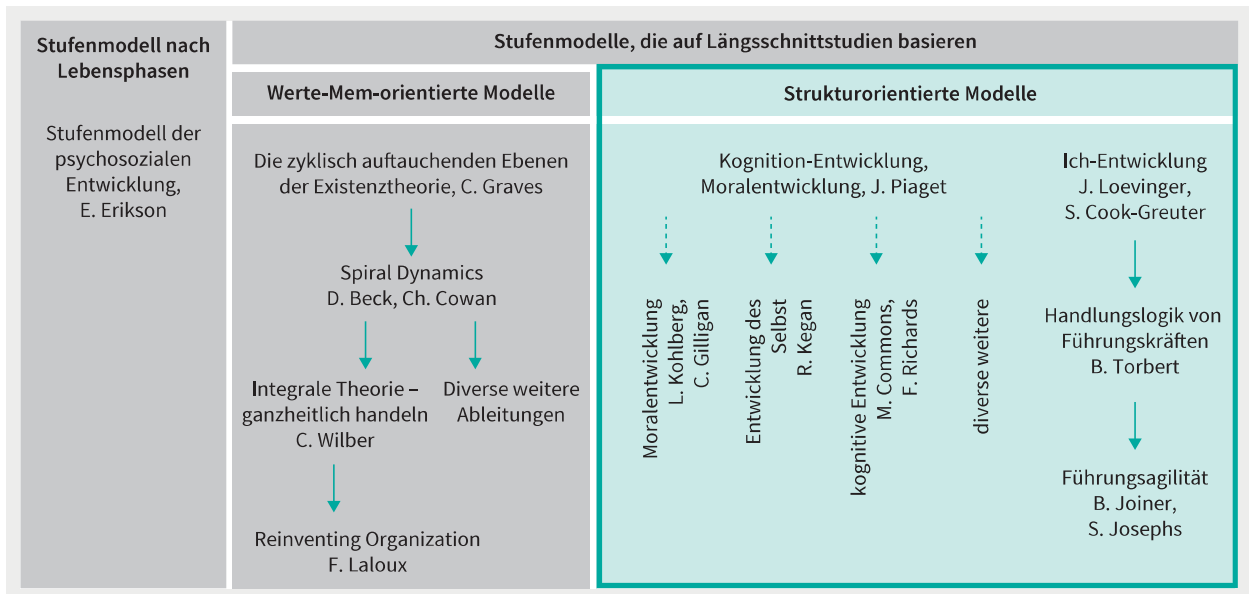 Stufenmodell nach
Lebensphasen
Stufenmodell der
psychosozialen
Entwicklung,
E. Erikson
Stufenmodelle, die auf Längsschnittstudien basieren
Werte-Mem-orientierte Modelle
Die zyklisch auftauchenden Ebenen
der Existenztheorie, C. Graves
Spiral Dynamics
D. Beck, Ch. Cowan
Integrale Theorie –
ganzheitlich handeln
C. Wilber
Diverse weitere
Ableitungen
Reinventing Organization
F. Laloux
Strukturorientierte Modelle
Kognition-Entwicklung,
Moralentwicklung, J. Piaget
Moralentwicklung
L. Kohlberg,
C. Gilligan
Entwicklung des
Selbst
R. Kegan
kognitive Entwicklung
M. Commons,
F. Richards
diverse weitere
Ich-Entwicklung
J. Loevinger,
S. Cook-Greuter
Handlungslogik von
Führungskräften
B. Torbert
Führungsagilität
B. Joiner,
S. Josephs